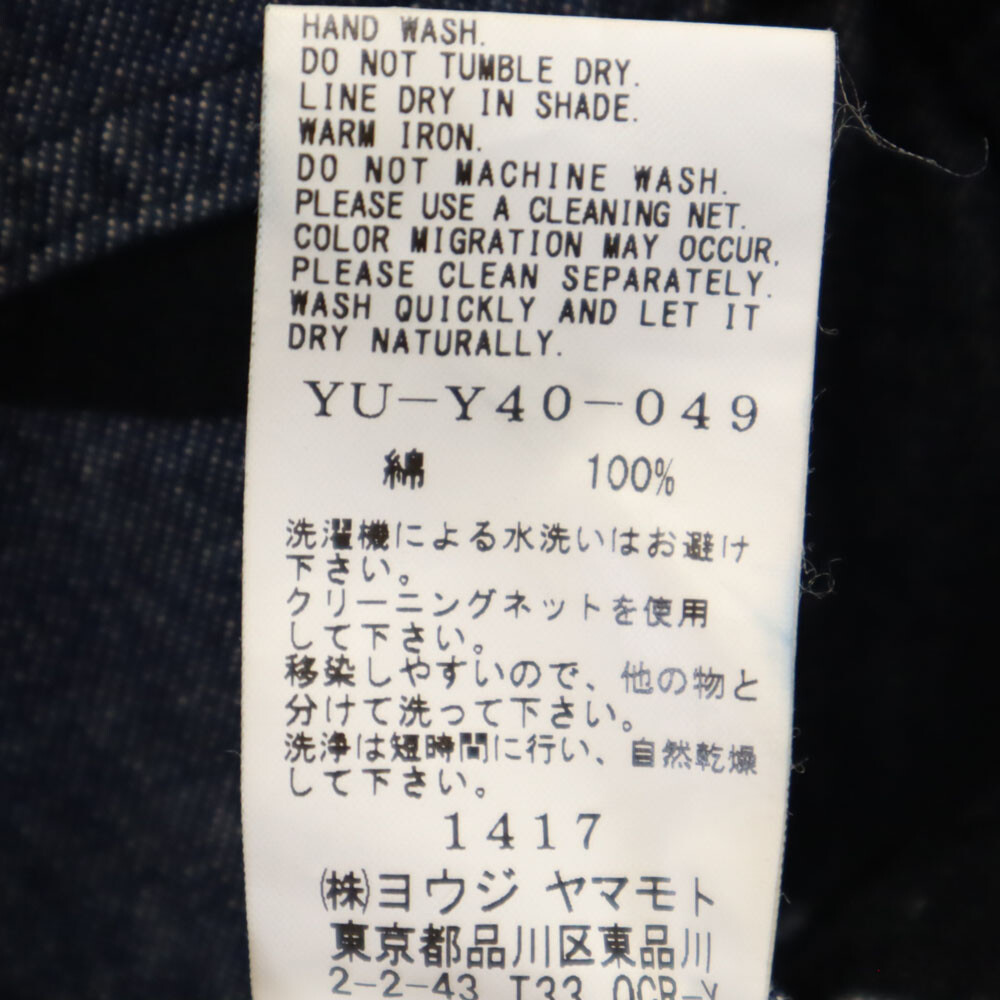 HAND WASH.
DO NOT TUMBLE DRY.
LINE DRY IN SHADE.
WARM IRON.
DO NOT MACHINE WASH.
PLEASE USE A CLEANING NET.
COLOR MIGRATION MAY OCCUR,
PLEASE CLEAN SEPARATELY.
WASH QUICKLY AND LET IT
DRY NATURALLY.
YU-Y40-049
綿 100%
洗濯機による水洗いはお避け
下さい。
クリーニングネットを使用
して下さい。
移染しやすいので、他の物と
分けて洗って下さい。
洗浄は短時間に行い、自然乾燥
して下さい。
1417
㈱ヨウジ ヤマモト
東京都品川区東品川
2-2-43 T33 OCR-Y